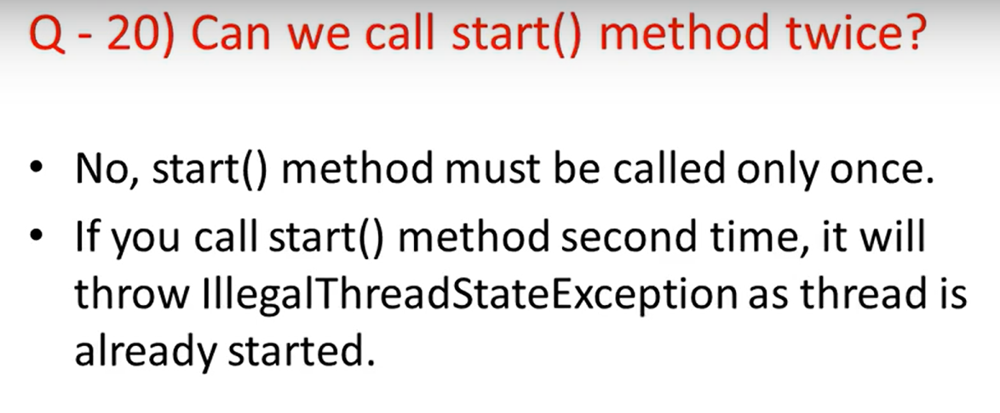 Q - 20) Can we call start() method twice?
• No, start() method must be called only once.
• If you call start() method second time, it will
throw IllegalThreadStateException as thread is
already started.